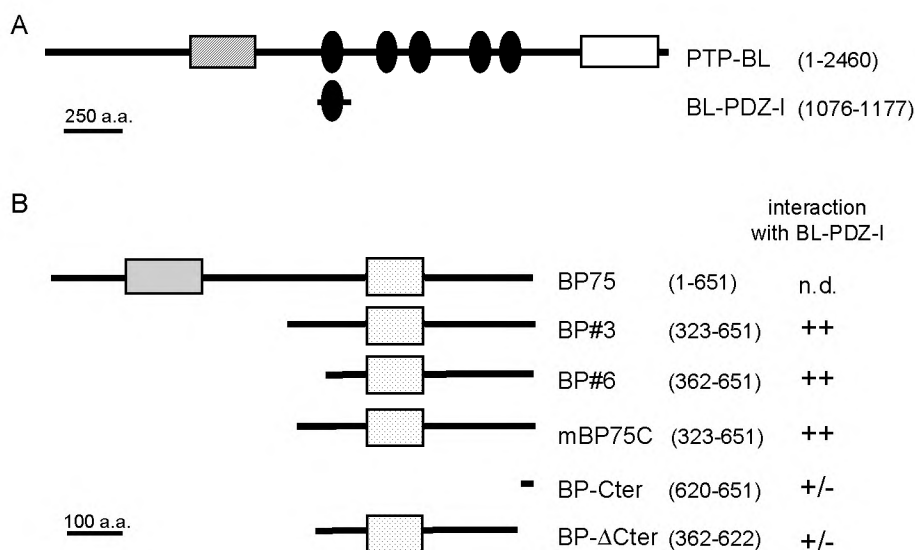 A
PTP-BL (1-2460)
BL-PDZ-I (1076-1177)
250 a.a.
B
interaction
with BL-PDZ-I
BP75 (1-651) n.d.
BP#3 (323-651) ++
BP#6 (362-651) ++
mBP75C (323-651) ++
BP-Cter (620-651) +/-
100 a.a.
BP-ΔCter (362-622) +/-